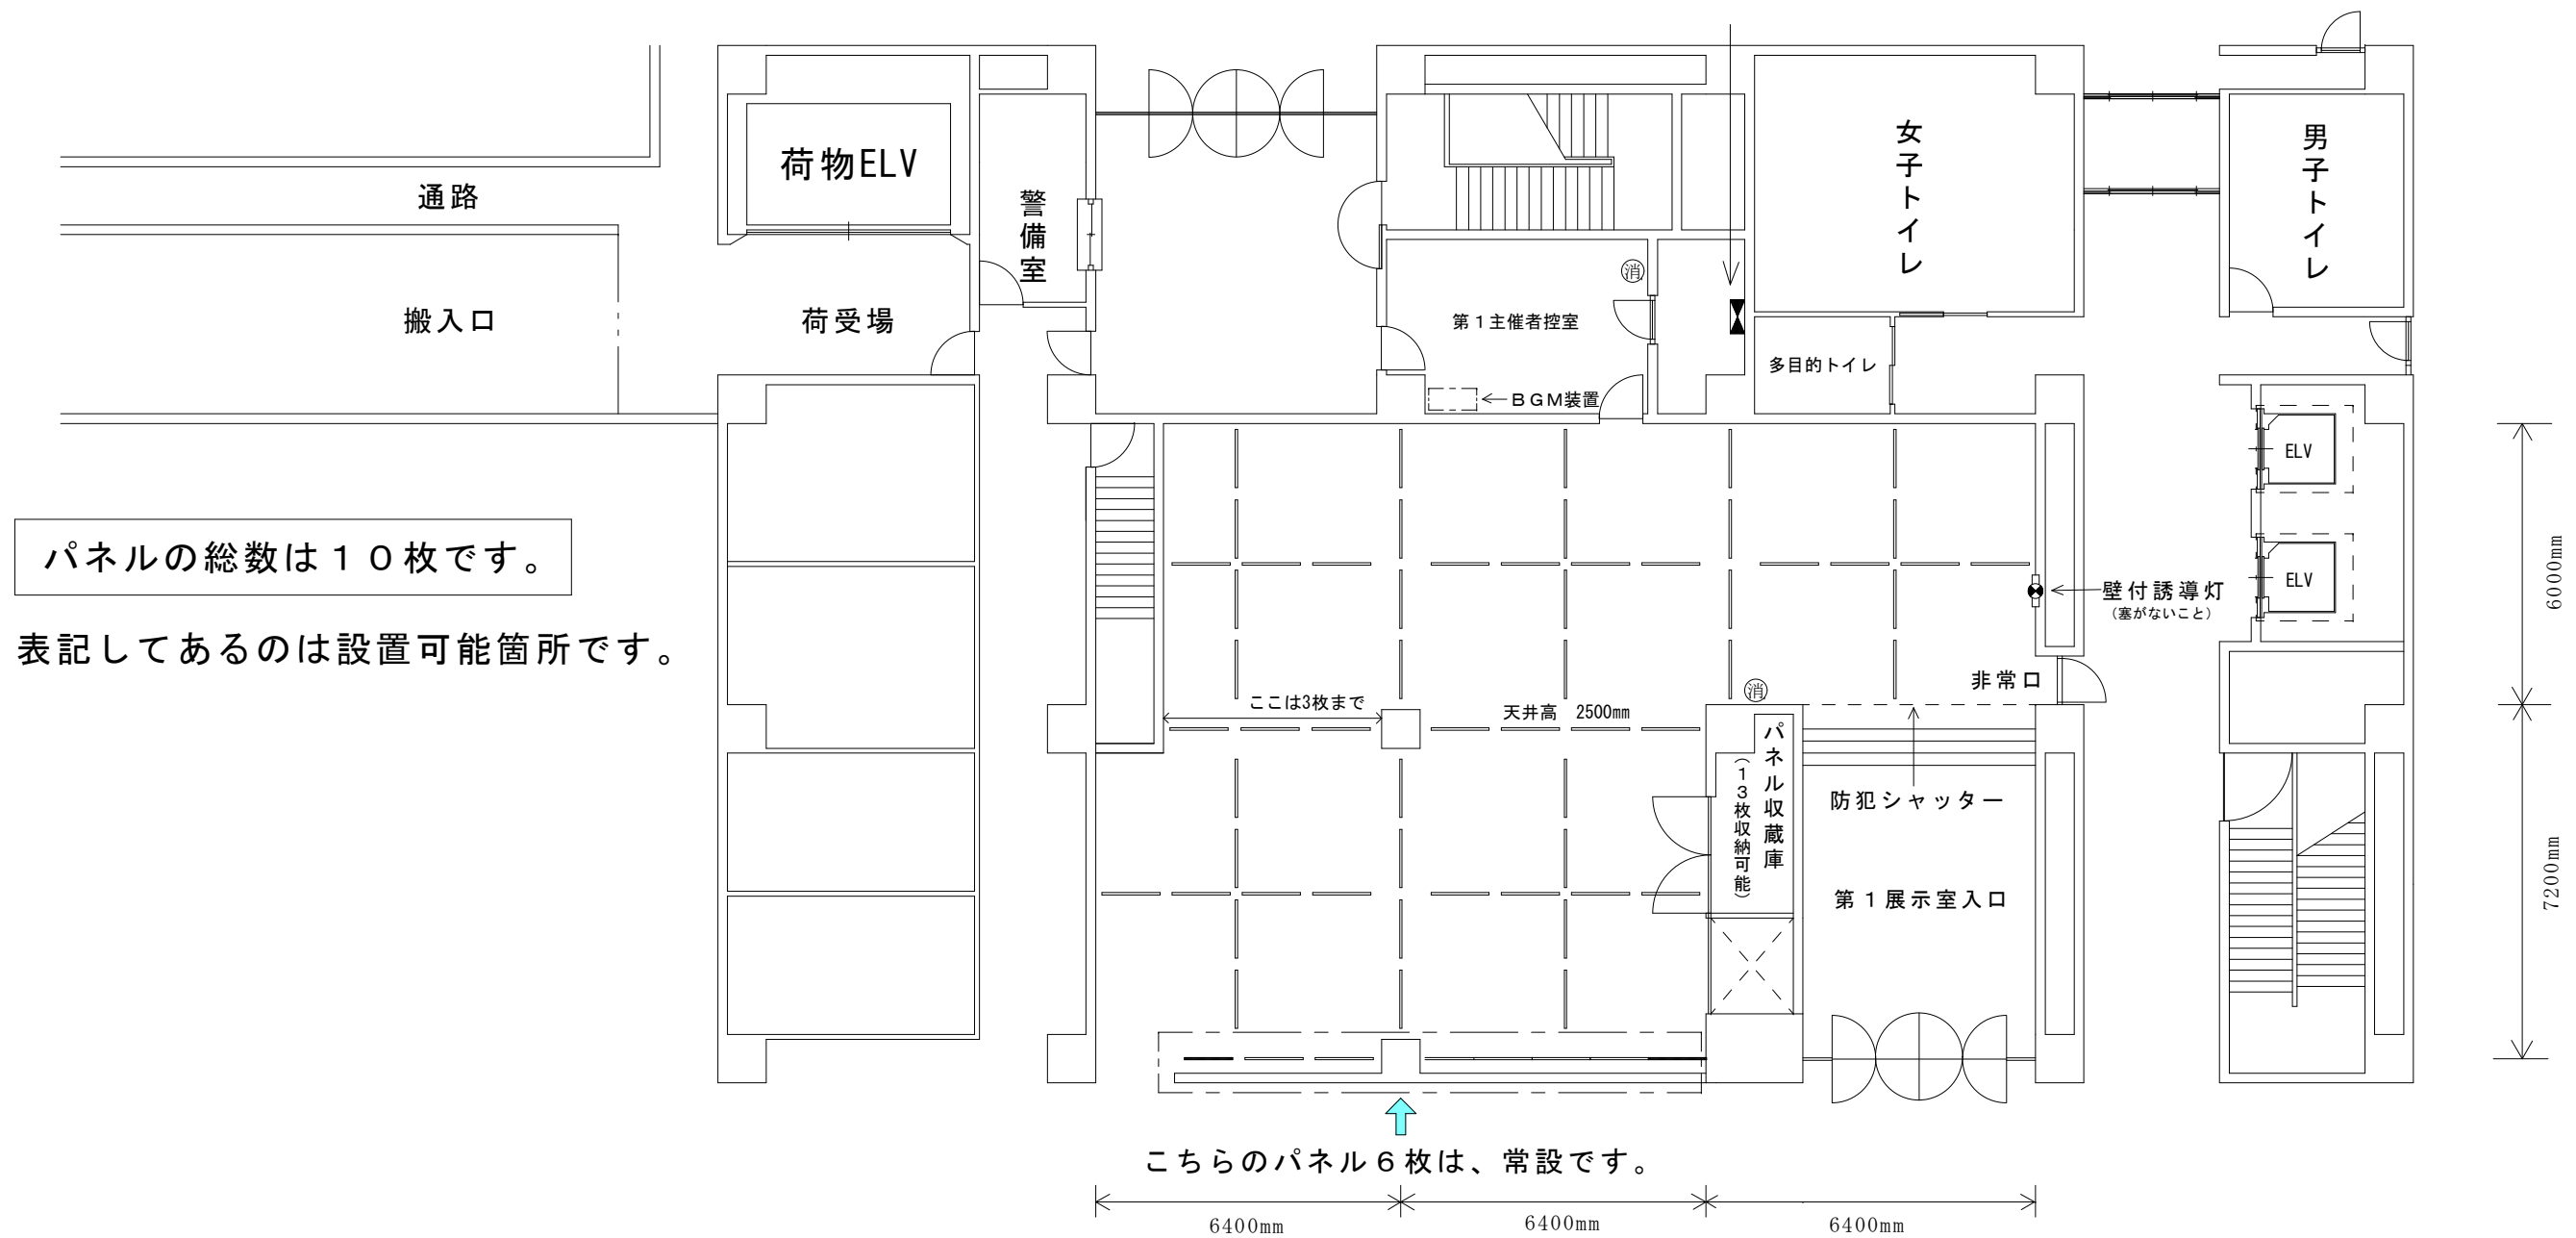 荷物ELV
女子トイレ
男子トイレ
通路
警備室
消
搬入口
荷受場
第１主催者控室
多目的トイレ
ＢＧＭ装置
ELV
パネルの総数は１０枚です。
ELV
6000mm
壁付誘導灯
（塞がないこと）
表記してあるのは設置可能箇所です。
非常口
消
ここは3枚まで
天井高　2500mm
パネル収蔵庫
（１３枚収納可能）
防犯シャッター
7200mm
第１展示室入口
こちらのパネル６枚は、常設です。
6400mm
6400mm
6400mm